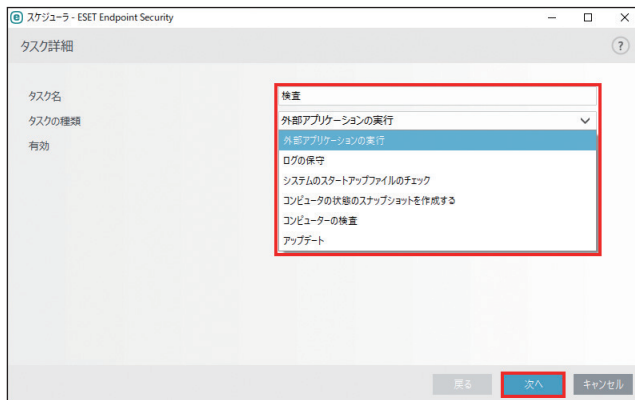 スケジューラ - ESET Endpoint Security
タスク詳細
?
タスク名
検査
タスクの種類
外部アプリケーションの実行
有効
外部アプリケーションの実行
ログの保守
システムのスタートアップファイルのチェック
コンピュータの状態のスナップショットを作成する
コンピューターの検査
アップデート
戻る
次へ
キャンセル